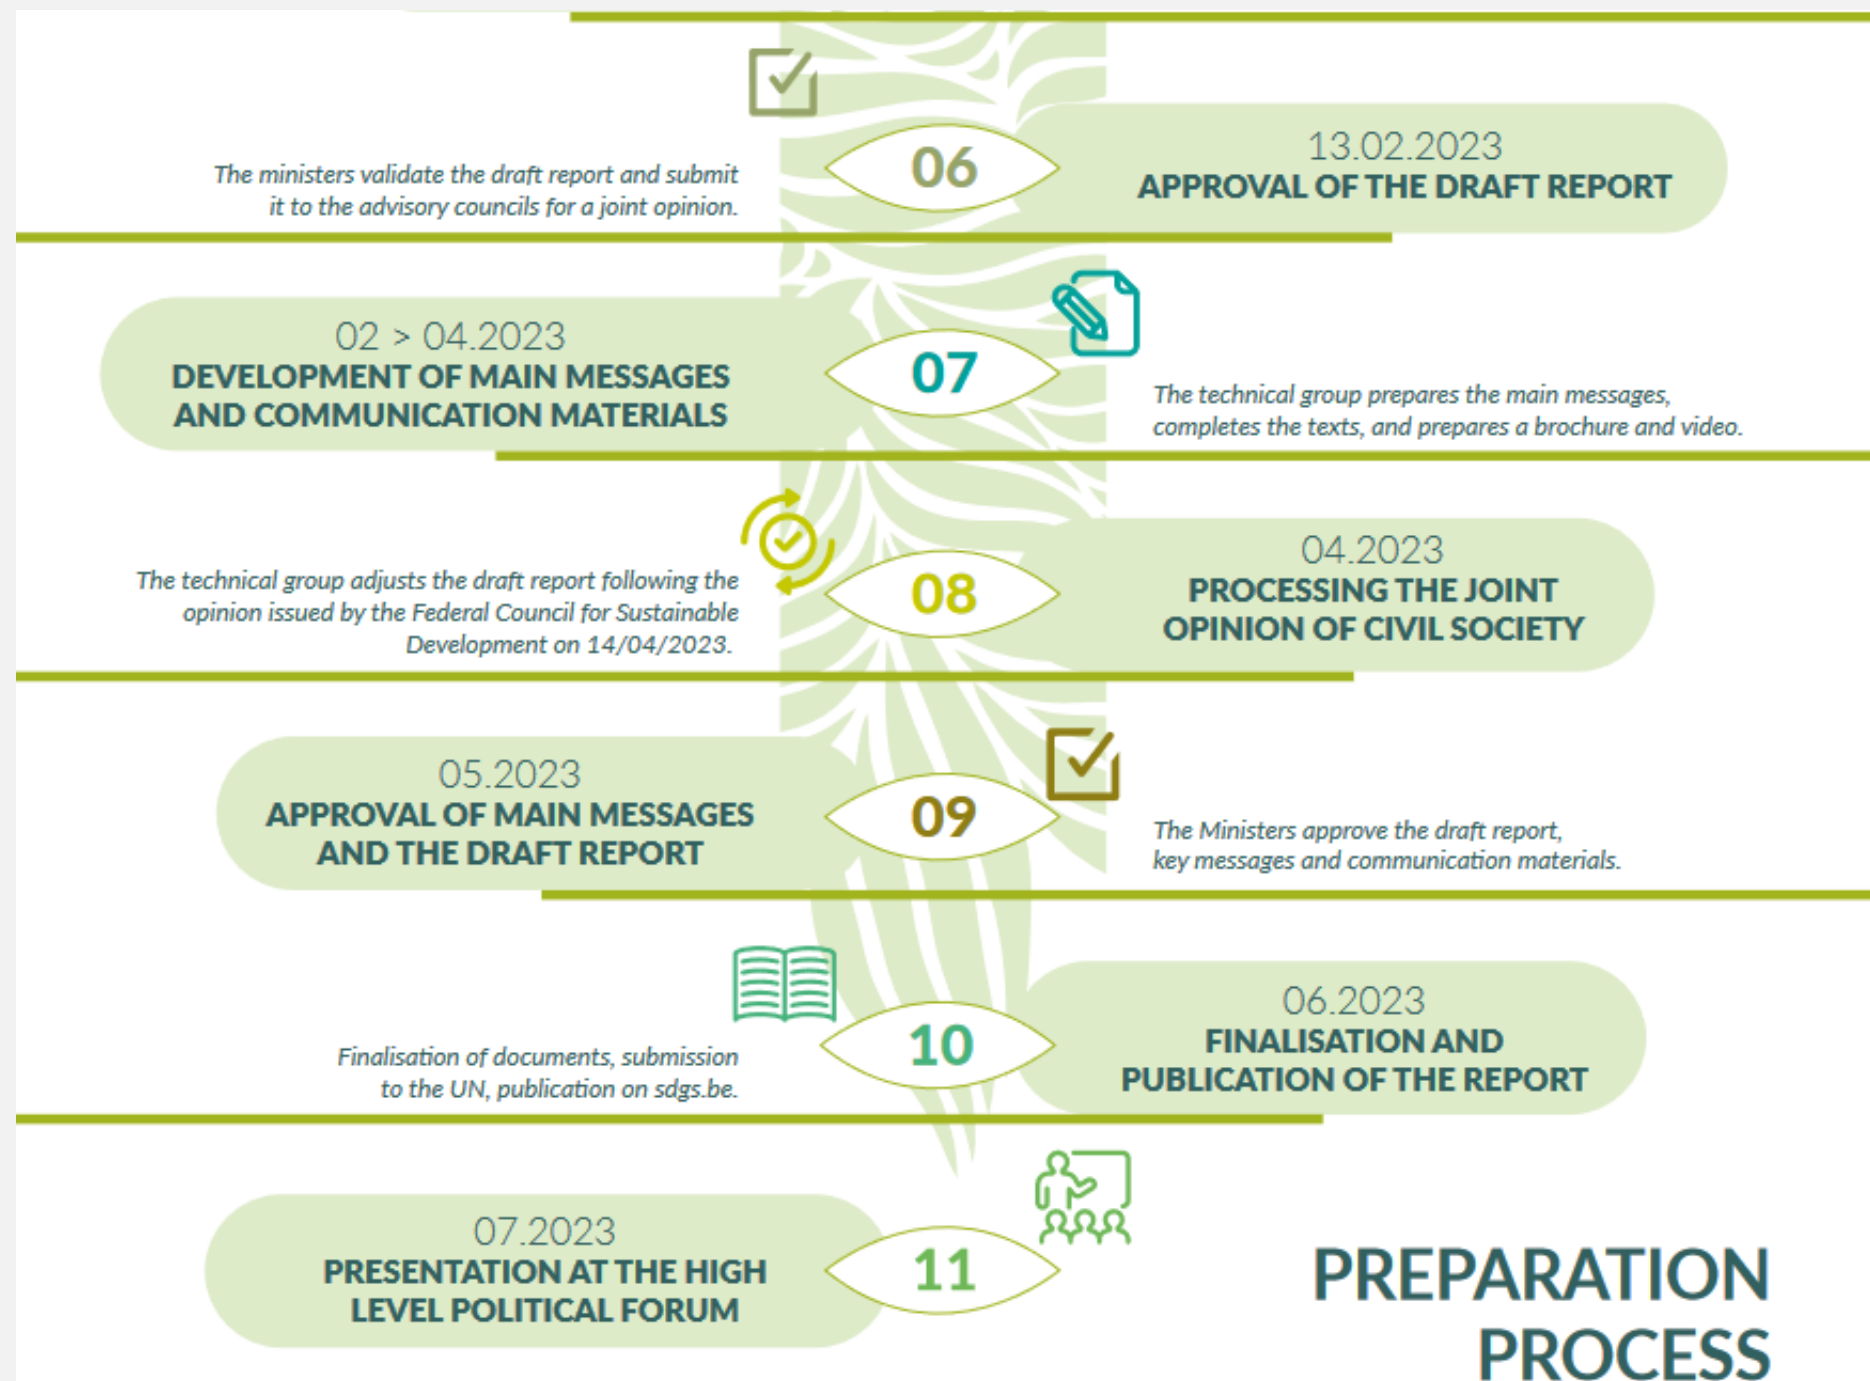 The ministers validate the draft report and submit
it to the advisory councils for a joint opinion.
06
13.02.2023
APPROVAL OF THE DRAFT REPORT
02 > 04.2023
DEVELOPMENT OF MAIN MESSAGES
AND COMMUNICATION MATERIALS
07
The technical group prepares the main messages,
completes the texts, and prepares a brochure and video.
The technical group adjusts the draft report following the
opinion issued by the Federal Council for Sustainable
Development on 14/04/2023.
08
04.2023
PROCESSING THE JOINT
OPINION OF CIVIL SOCIETY
05.2023
APPROVAL OF MAIN MESSAGES
AND THE DRAFT REPORT
09
The Ministers approve the draft report,
key messages and communication materials.
Finalisation of documents, submission
to the UN, publication on sdgs.be.
10
06.2023
FINALISATION AND
PUBLICATION OF THE REPORT
07.2023
PRESENTATION AT THE HIGH
LEVEL POLITICAL FORUM
11
PREPARATION
PROCESS